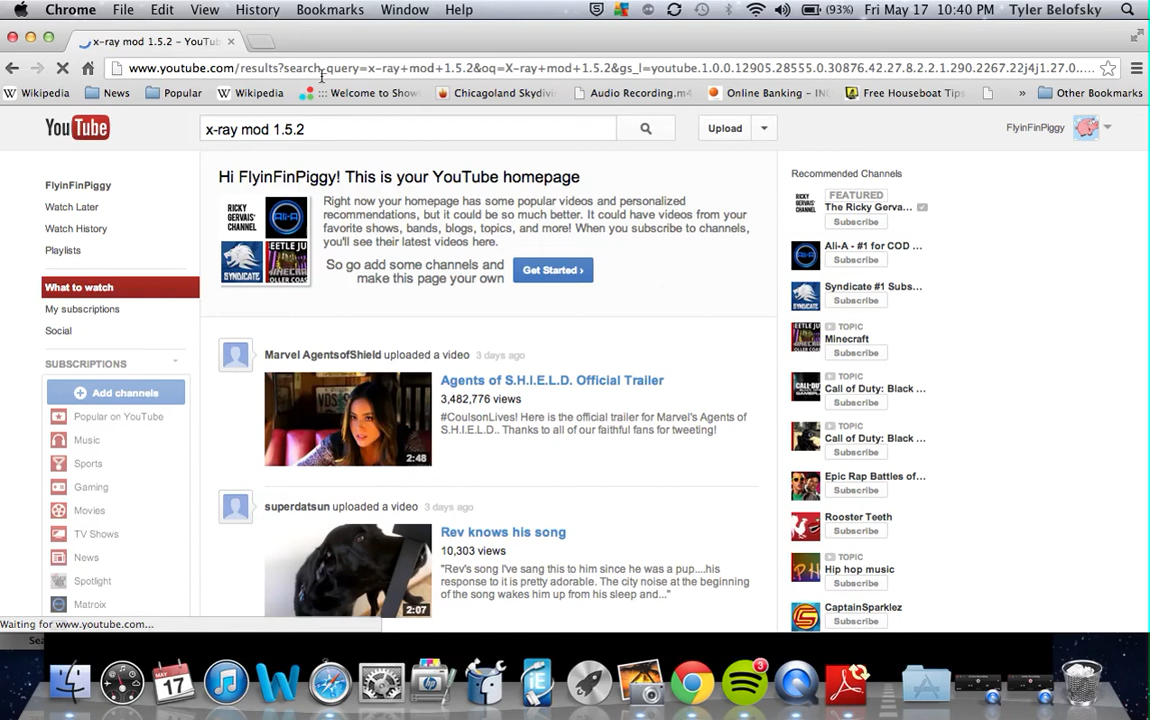 Chrome File Edit View History Bookmarks Window Help (93%) Fri May 17 10:40 PM Tyler Belofsky
x-ray mod 1.5.2 – YouTub
www.youtube.com/results?search_query=x-ray+mod+1.5.2&oq=X-ray+mod+1.5.2&gs_l=youtube.1.0.0.12905.28555.0.30876.42.27.8.2.2.1.290.2267.22j4j1.27.0....
Wikipedia News Popular Wikipedia ::: Welcome to Show Chicagoland Skydivi Audio Recording.m4 Online Banking – IN Free Houseboat Tips » Other Bookmarks
YouTube x-ray mod 1.5.2 Upload FlyinFinPiggy
FlyinFinPiggy
Watch Later
Watch History
Playlists
What to watch
My subscriptions
Social
SUBSCRIPTIONS
Add channels
Popular on YouTube
Music
Sports
Gaming
Movies
TV Shows
News
Spotlight
Matroix
Waiting for www.youtube.com...
Hi FlyinFinPiggy! This is your YouTube homepage
RICKY
GERVAIS'
CHANNEL
Right now your homepage has some popular videos and personalized
recommendations, but it could be so much better. It could have videos from your
favorite shows, bands, blogs, topics, and more! When you subscribe to channels,
you'll see their latest videos here.
SYNDICATE
So go add some channels and
make this page your own
Get Started ›
Marvel AgentsofShield uploaded a video 3 days ago
Agents of S.H.I.E.L.D. Official Trailer
3,482,776 views
#CoulsonLives! Here is the official trailer for Marvel's Agents of
S.H.I.E.L.D.. Thanks to all of our faithful fans for tweeting!
2:48
superdatsun uploaded a video 3 days ago
Rev knows his song
10,303 views
"Rev's song I've sang this to him since he was a pup....his
response to it is pretty adorable. The city noise at the beginning
of the song wakes him up from his sleep and..."
2:07
Recommended Channels
FEATURED
The Ricky Gerva...
Subscribe
Ali-A - #1 for COD ...
Subscribe
Syndicate #1 Subs...
Subscribe
TOPIC
Minecraft
Subscribe
TOPIC
Call of Duty: Black ...
Subscribe
TOPIC
Call of Duty: Black ...
Subscribe
Epic Rap Battles of...
Subscribe
Rooster Teeth
Subscribe
TOPIC
Hip hop music
Subscribe
CaptainSparklez
Subscribe
MAY
17
iE
3